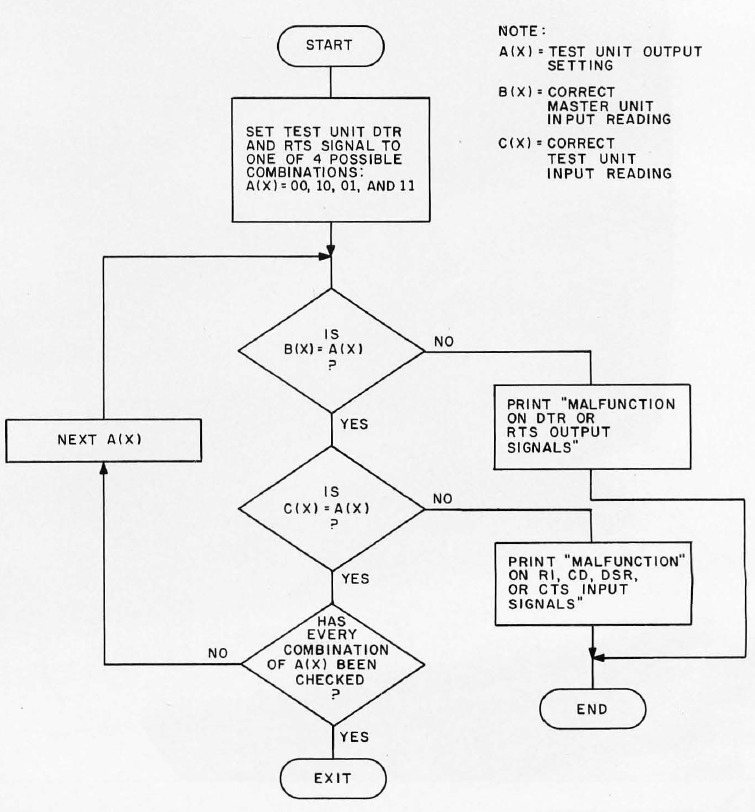 START
SET TEST UNIT DTR
AND RTS SIGNAL TO
ONE OF 4 POSSIBLE
COMBINATIONS:
A(X)=00, 10, 01, AND 11
NOTE:
A(X) = TEST UNIT OUTPUT
SETTING
B(X) = CORRECT
MASTER UNIT
INPUT READING
C(X) = CORRECT
TEST UNIT
INPUT READING
IS
B(X)=A(X)
?
NO
YES
PRINT "MALFUNCTION
ON DTR OR
RTS OUTPUT
SIGNALS"
NEXT A(X)
IS
C(X)=A(X)
?
NO
YES
PRINT "MALFUNCTION"
ON RI, CD, DSR,
OR CTS INPUT
SIGNALS"
HAS
EVERY
COMBINATION
OF A(X) BEEN
CHECKED
?
NO
YES
END
EXIT